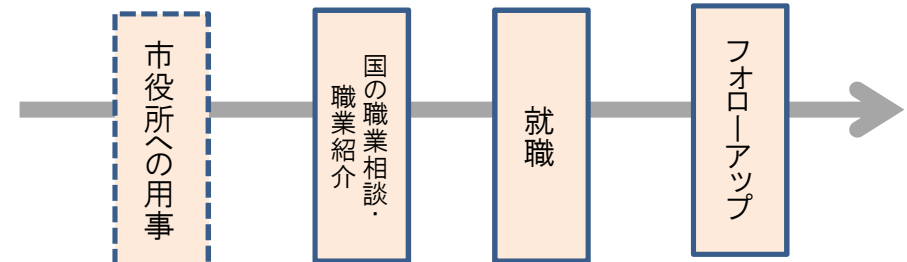 市役所への用事
国の職業相談・
職業紹介
就職
フォローアップ